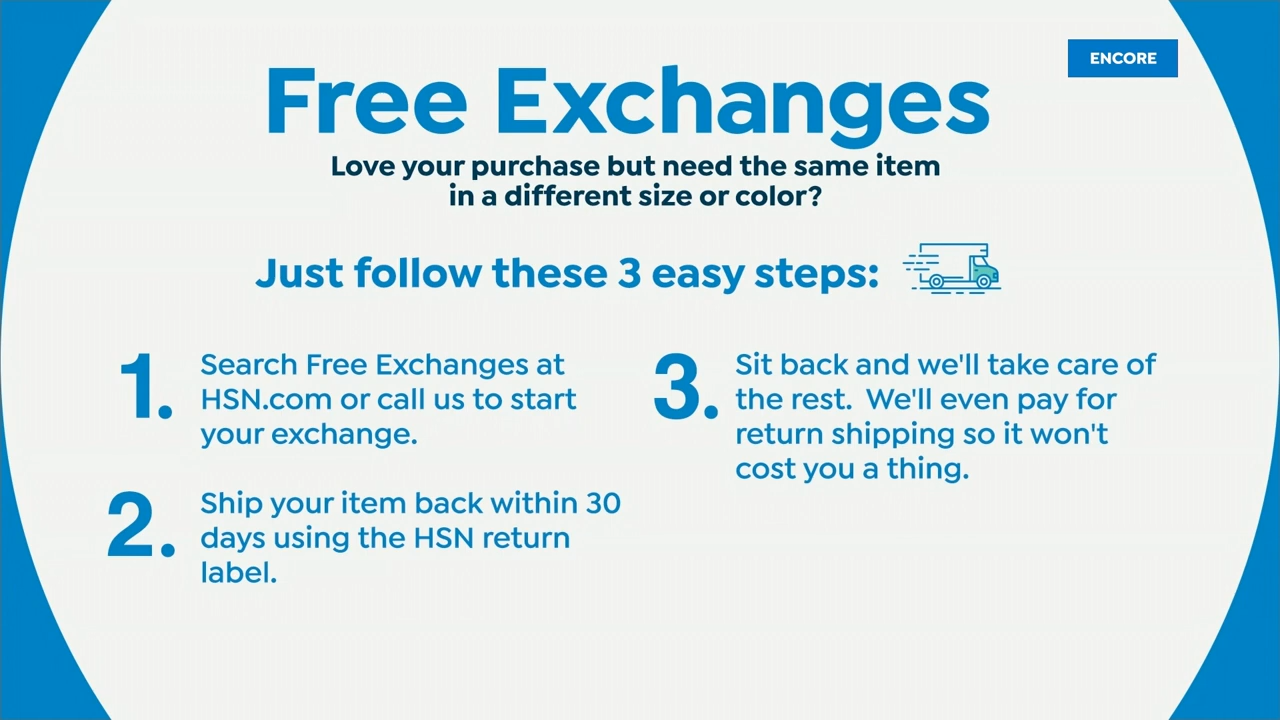 ENCORE
Free Exchanges
Love your purchase but need the same item
in a different size or color?
Just follow these 3 easy steps:
1. Search Free Exchanges at
HSN.com or call us to start
your exchange.
2. Ship your item back within 30
days using the HSN return
label.
3. Sit back and we'll take care of
the rest.  We'll even pay for
return shipping so it won't
cost you a thing.